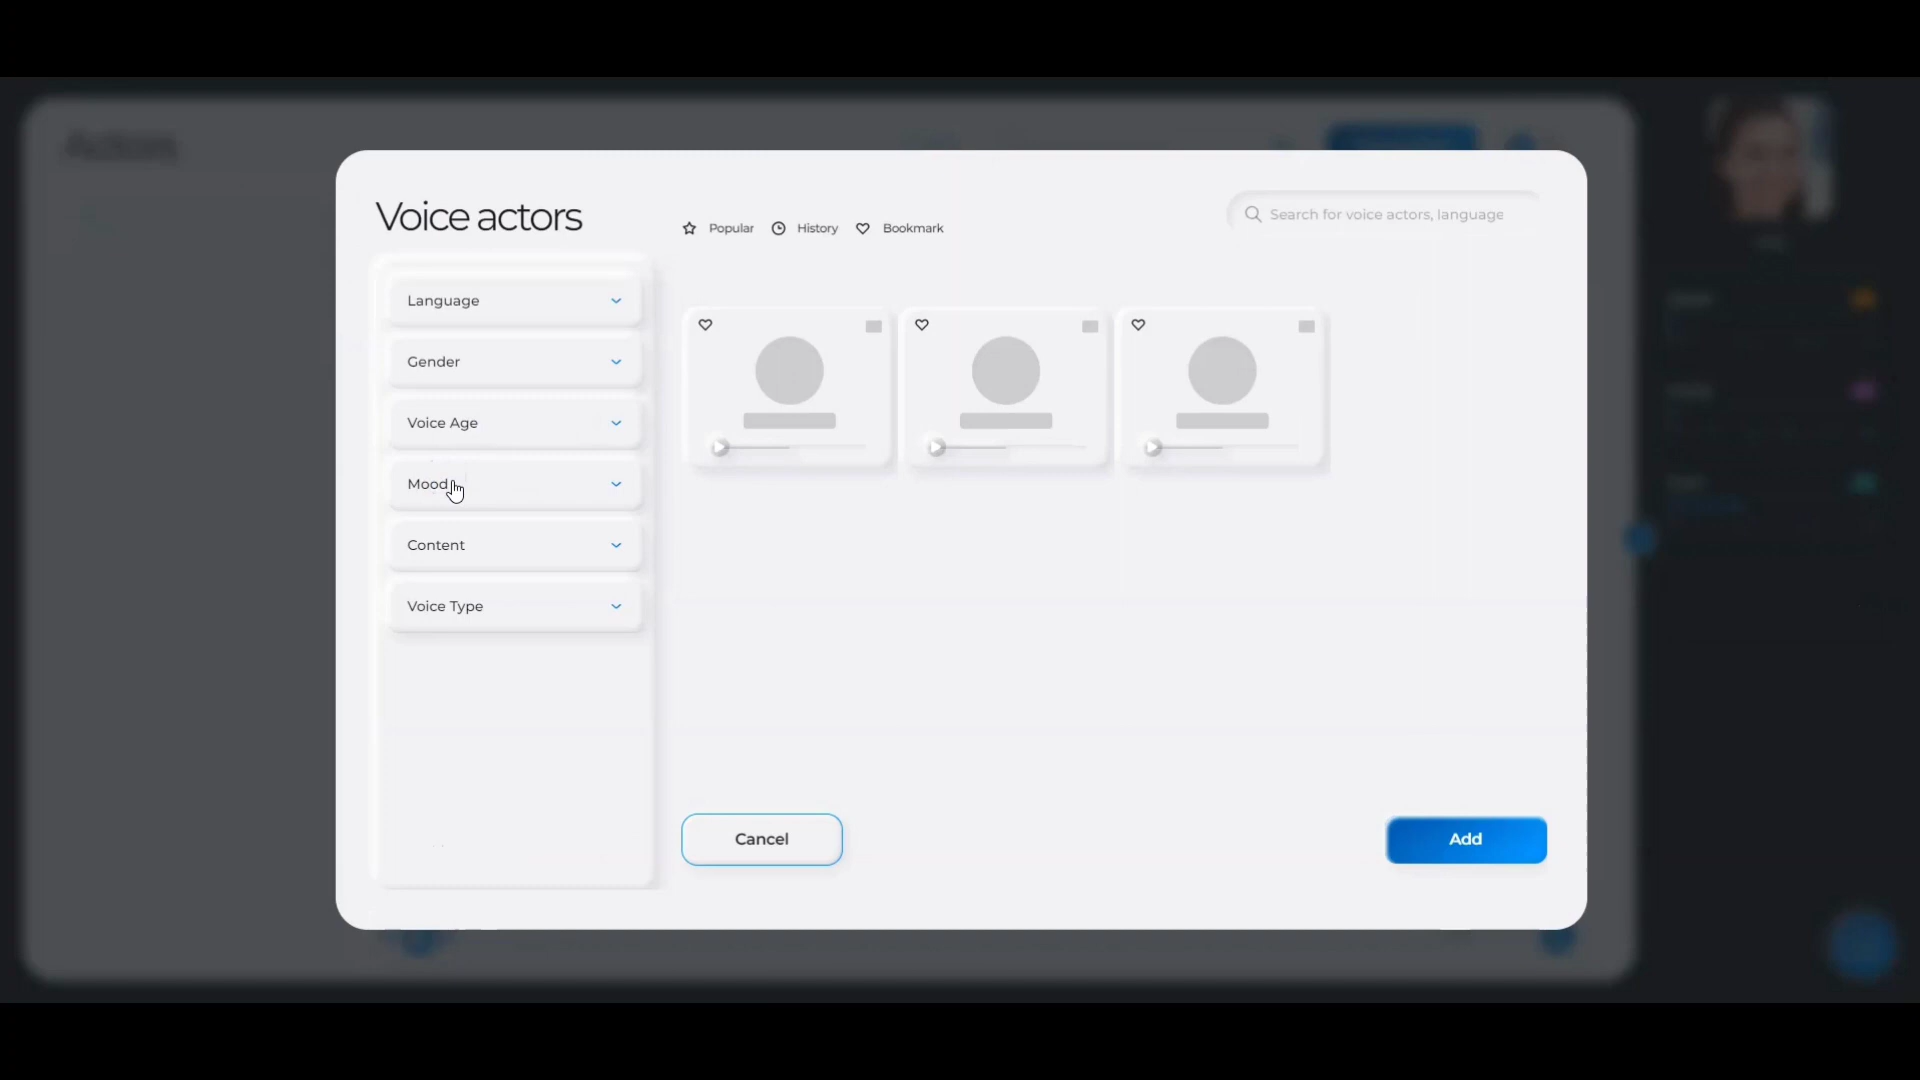 Voice actors
Popular
History
Bookmark
Search for voice actors, language
Language
Gender
Voice Age
Mood
Content
Voice Type
Cancel
Add